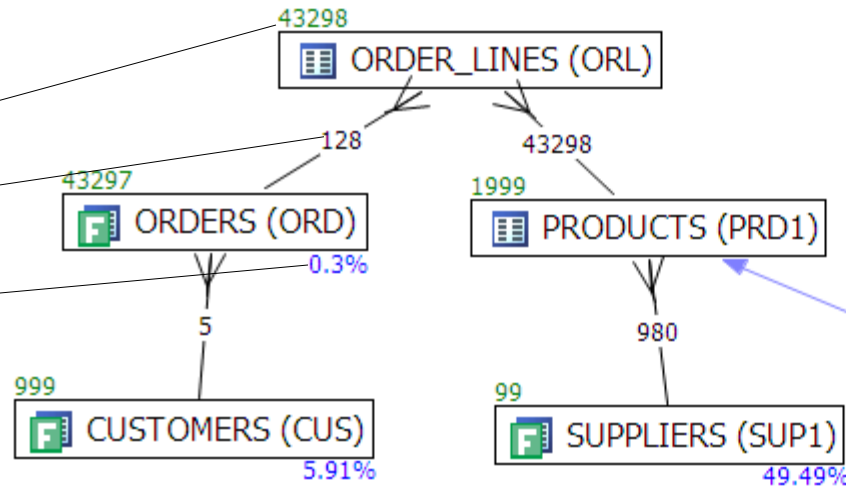 43298
ORDER_LINES (ORL)
128
43298
43297
ORDERS (ORD)
0.3%
1999
PRODUCTS (PRD1)
5
980
999
CUSTOMERS (CUS)
5.91%
99
SUPPLIERS (SUP1)
49.49%